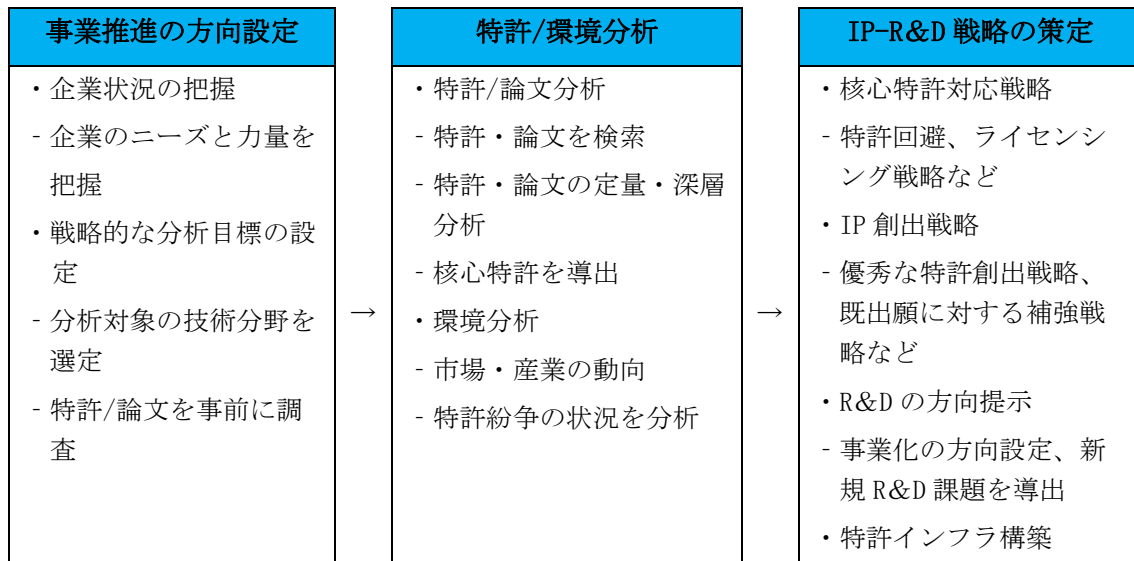 事業推進の方向設定
・企業状況の把握
‐企業のニーズと力量を
把握
・戦略的な分析目標の設
定
‐分析対象の技術分野を
選定
‐特許/論文を事前に調
査
→
特許/環境分析
・特許/論文分析
‐特許・論文を検索
‐特許・論文の定量・深層
分析
‐核心特許を導出
・環境分析
‐市場・産業の動向
‐特許紛争の状況を分析
→
IP-R&D 戦略の策定
・核心特許対応戦略
‐特許回避、ライセンシ
ング戦略など
・IP 創出戦略
‐優秀な特許創出戦略、
既出願に対する補強戦
略など
・R&D の方向提示
‐事業化の方向設定、新
規 R&D 課題を導出
・特許インフラ構築